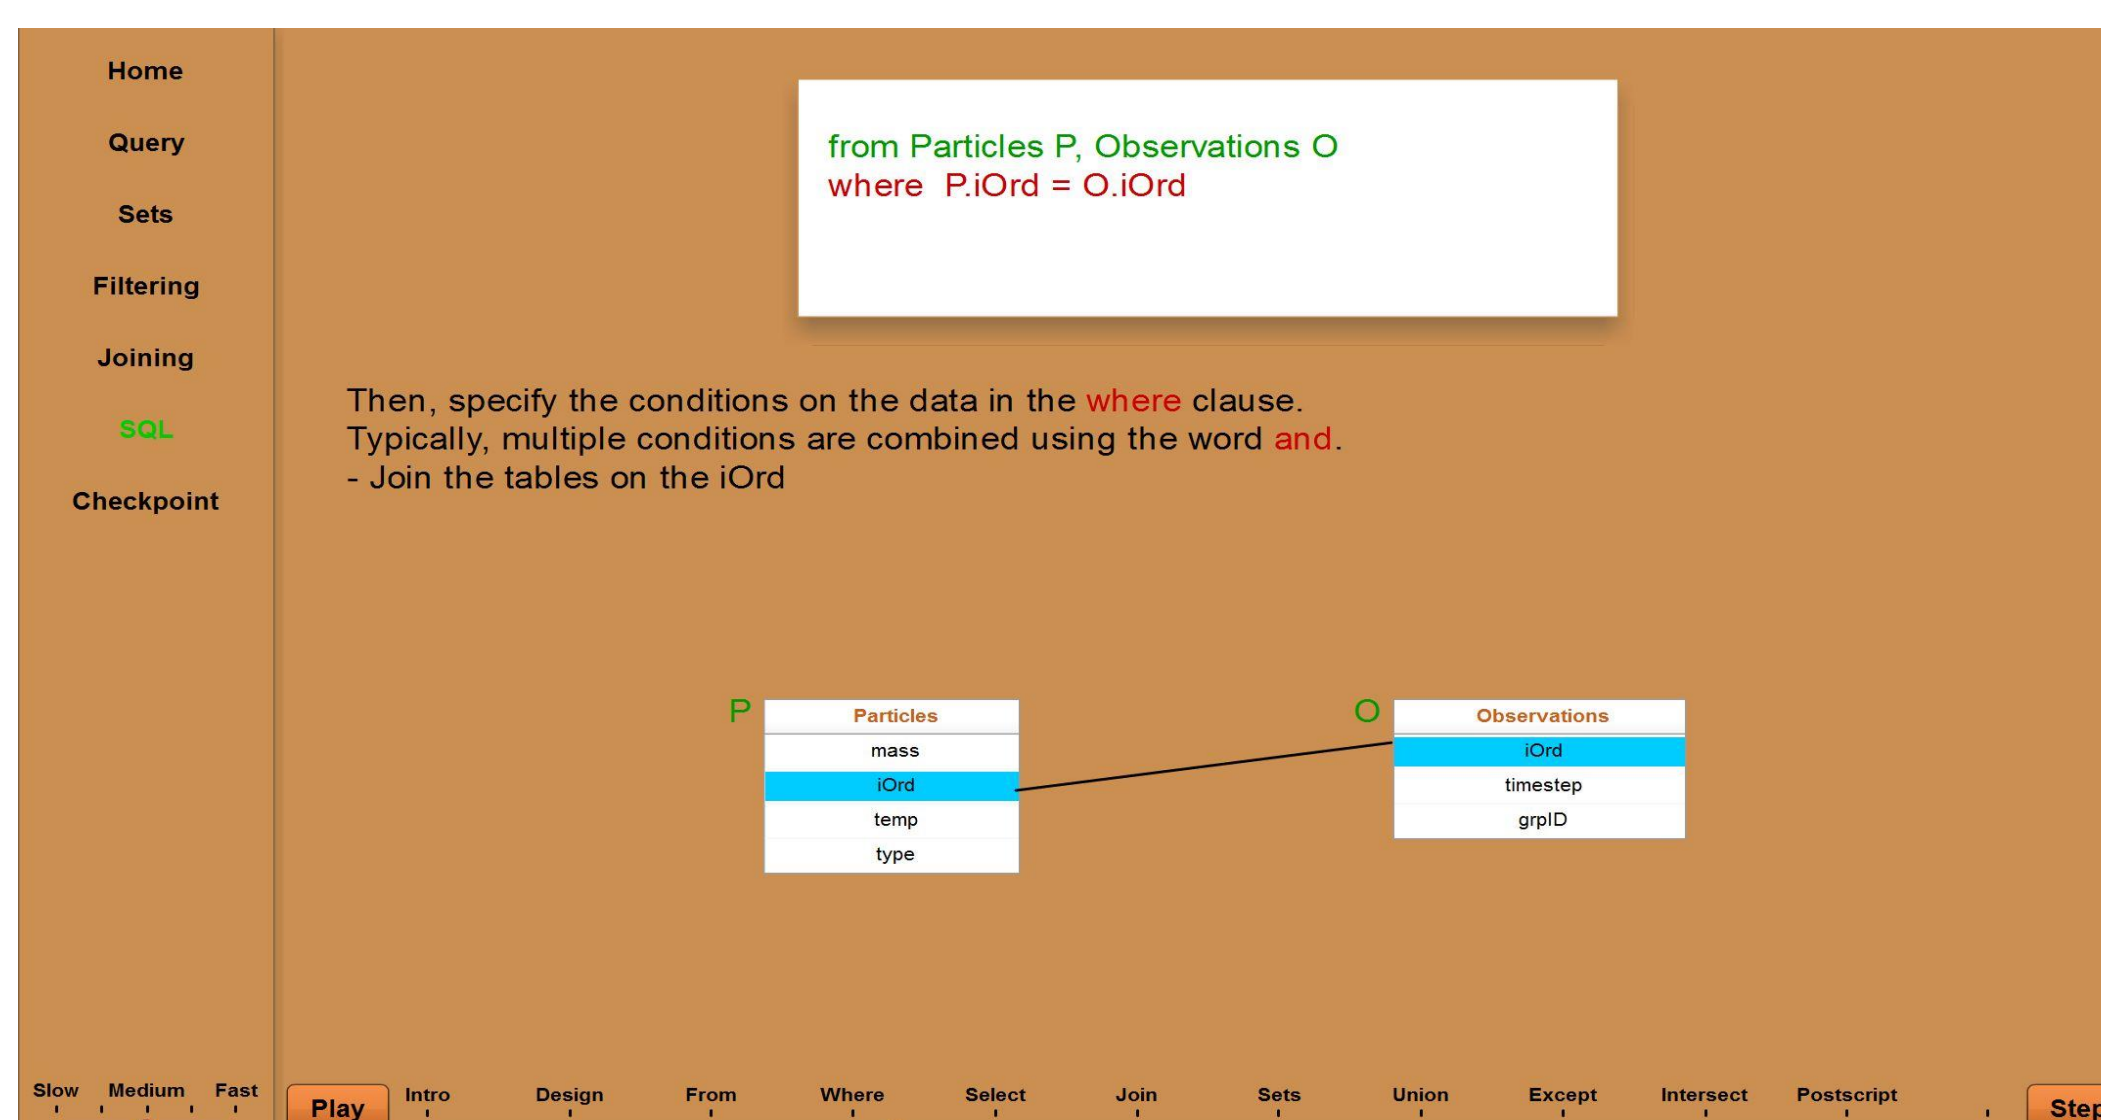 Home
Query
Sets
Filtering
Joining
SQL
Checkpoint
from Particles P, Observations O
where P.iOrd = O.iOrd
Then, specify the conditions on the data in the where clause.
Typically, multiple conditions are combined using the word and.
- Join the tables on the iOrd
P
Particles
mass
iOrd
temp
type
O
Observations
iOrd
timestep
grpID
Slow Medium Fast
Play Intro Design From Where Select Join Sets Union Except Intersect Postscript Step